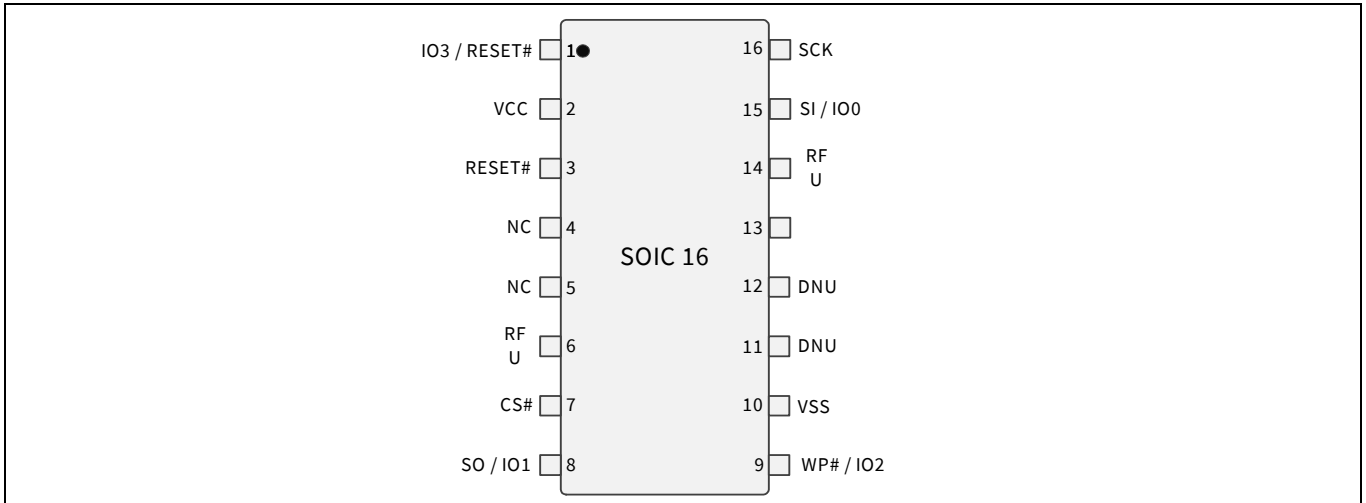 IO3 / RESET# 1 16 SCK
VCC 2 15 SI / IO0
RESET# 3 14 RF
U
NC 4 13
SOIC 16
NC 5 12 DNU
RF
U 6 11 DNU
CS# 7 10 VSS
SO / IO1 8 9 WP# / IO2